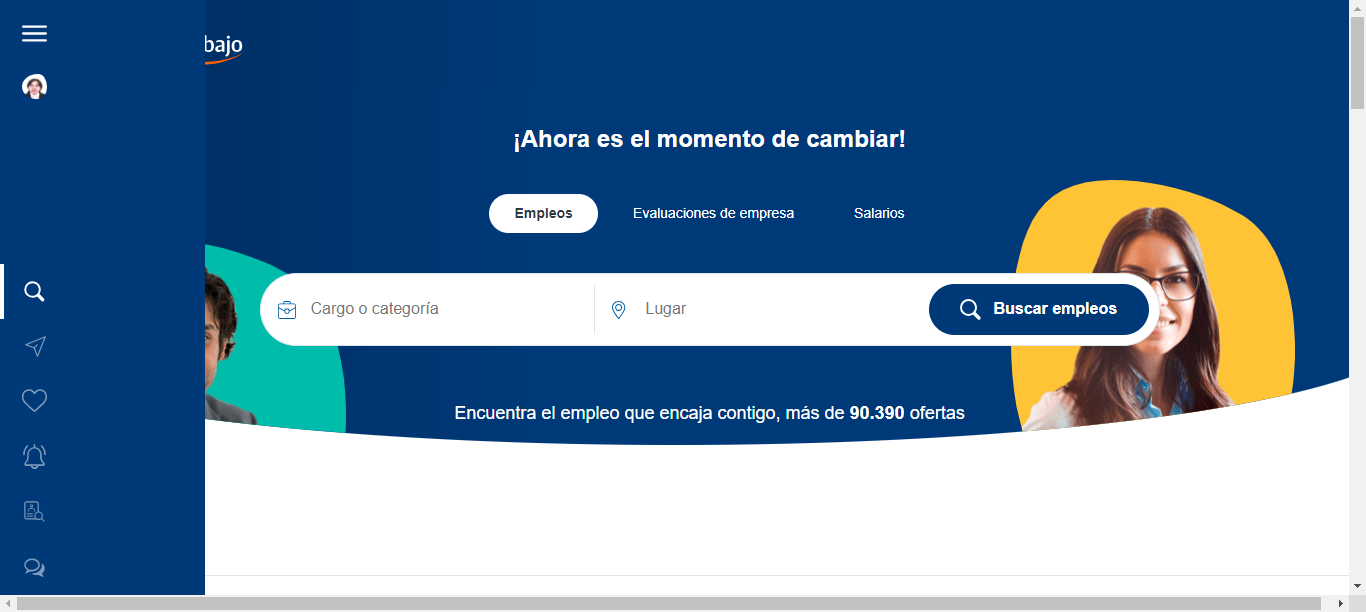 bajo
¡Ahora es el momento de cambiar!
Empleos
Evaluaciones de empresa
Salarios
Cargo o categoría
Lugar
Buscar empleos
Encuentra el empleo que encaja contigo, más de 90.390 ofertas